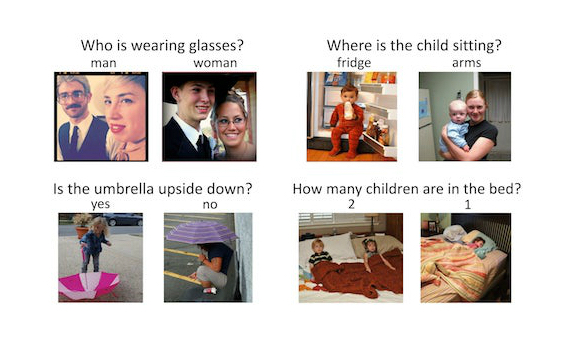 Who is wearing glasses?
man woman
Where is the child sitting?
fridge arms
Is the umbrella upside down?
yes no
How many children are in the bed?
2 1